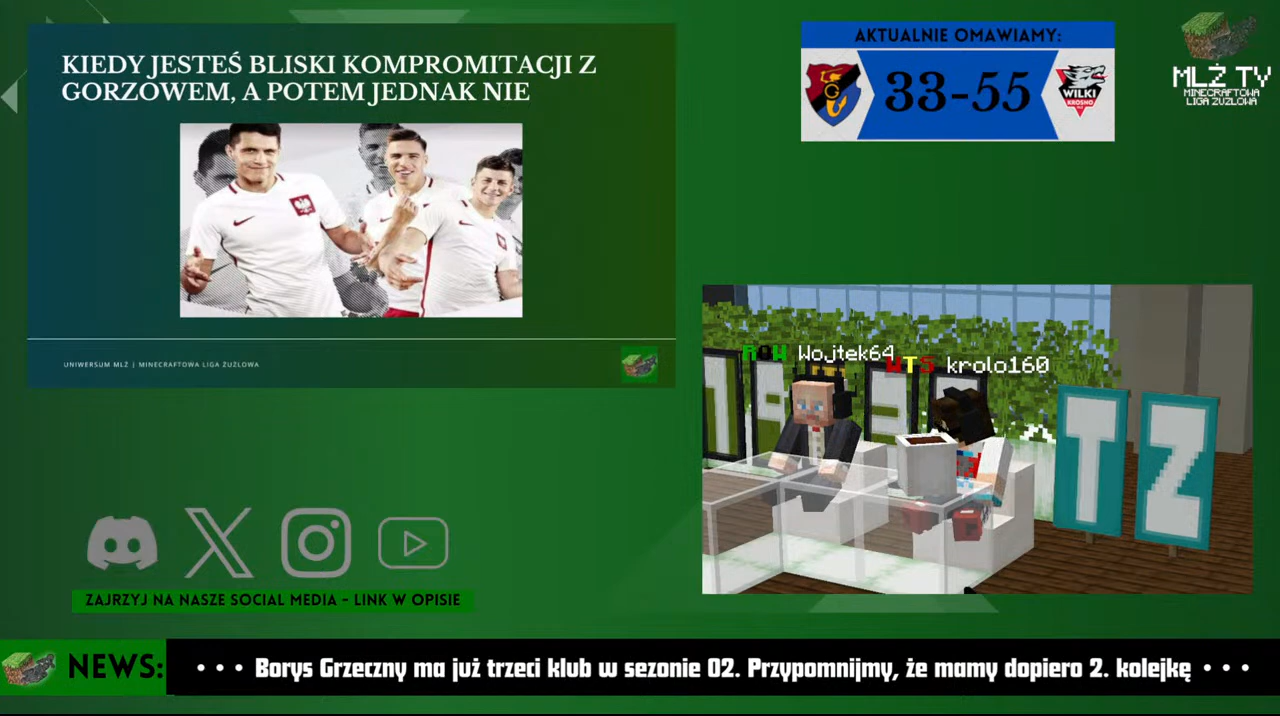 KIEDY JESTEŚ BLISKI KOMPROMITACJI Z
GORZOWEM, A POTEM JEDNAK NIE
UNIWERSUM MLŻ | MINECRAFTOWA LIGA ŻUŻLOWA
AKTUALNIE OMAWIAMY:
G
33-55
WILKI
KROSNO
MLŻ TV
MINECRAFTOWA
LIGA ŻUŻLOWA
ROW Wojtek64
WTS krolo160
TZ
ZAJRZYJ NA NASZE SOCIAL MEDIA - LINK W OPISIE
NEWS:
• • • Borys Grzeczny ma już trzeci klub w sezonie 02. Przypomnijmy, że mamy dopiero 2. kolejkę • • •